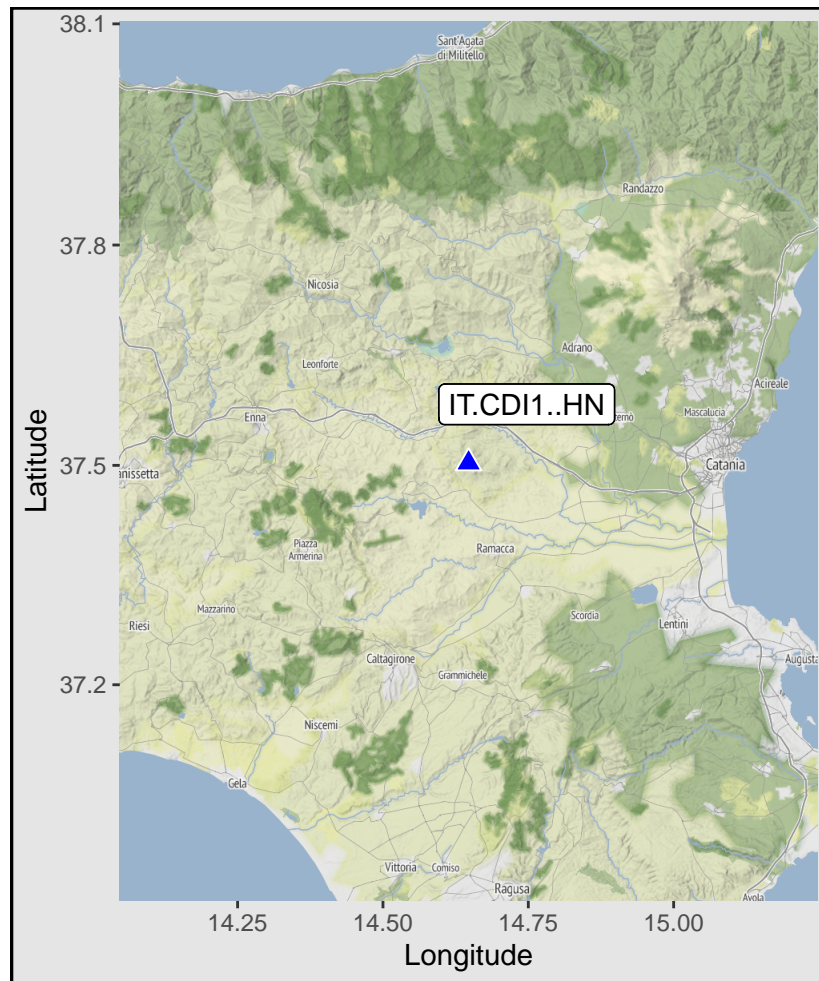 38.1
Sant'Agata
di Militello
Randazzo
37.8
Nicosia
Adrano
Leonforte
Acireale
IT.CDI1..HN
Mascalucia
Enna
Catania
37.5
Latitude
Piazza
Armerina
Ramacca
Mazzarino
Scordia
Riesi
Lentini
Caltagirone
Augusta
37.2
Grammichele
Niscemi
Gela
Vittoria
Comiso
Ragusa
Avola
14.25
14.50
14.75
15.00
Longitude